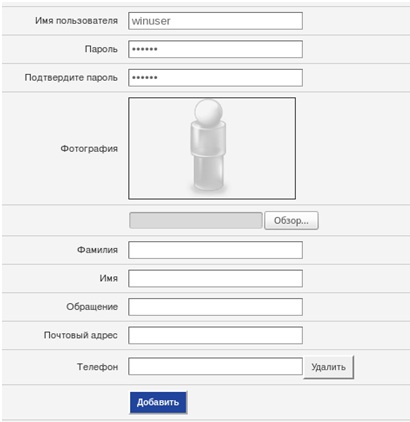 Имя пользователя winuser
Пароль ••••••
Подтвердите пароль ••••••
Фотография
Обзор...
Фамилия
Имя
Обращение
Почтовый адрес
Телефон Удалить
Добавить